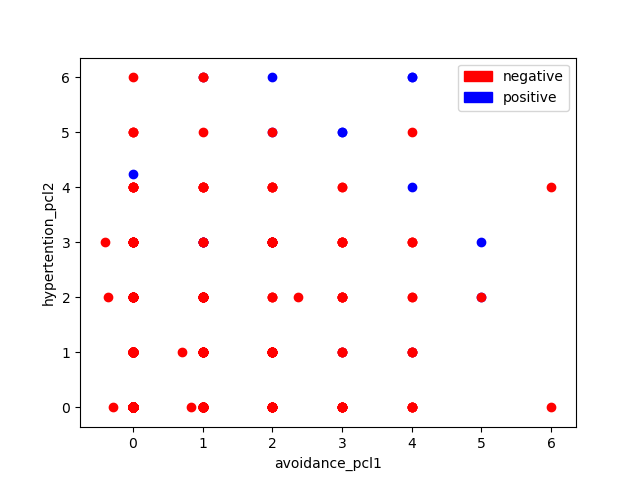 negative
positive
hypertention_pcl2
6
5
4
3
2
1
0
0 1 2 3 4 5 6
avoidance_pcl1